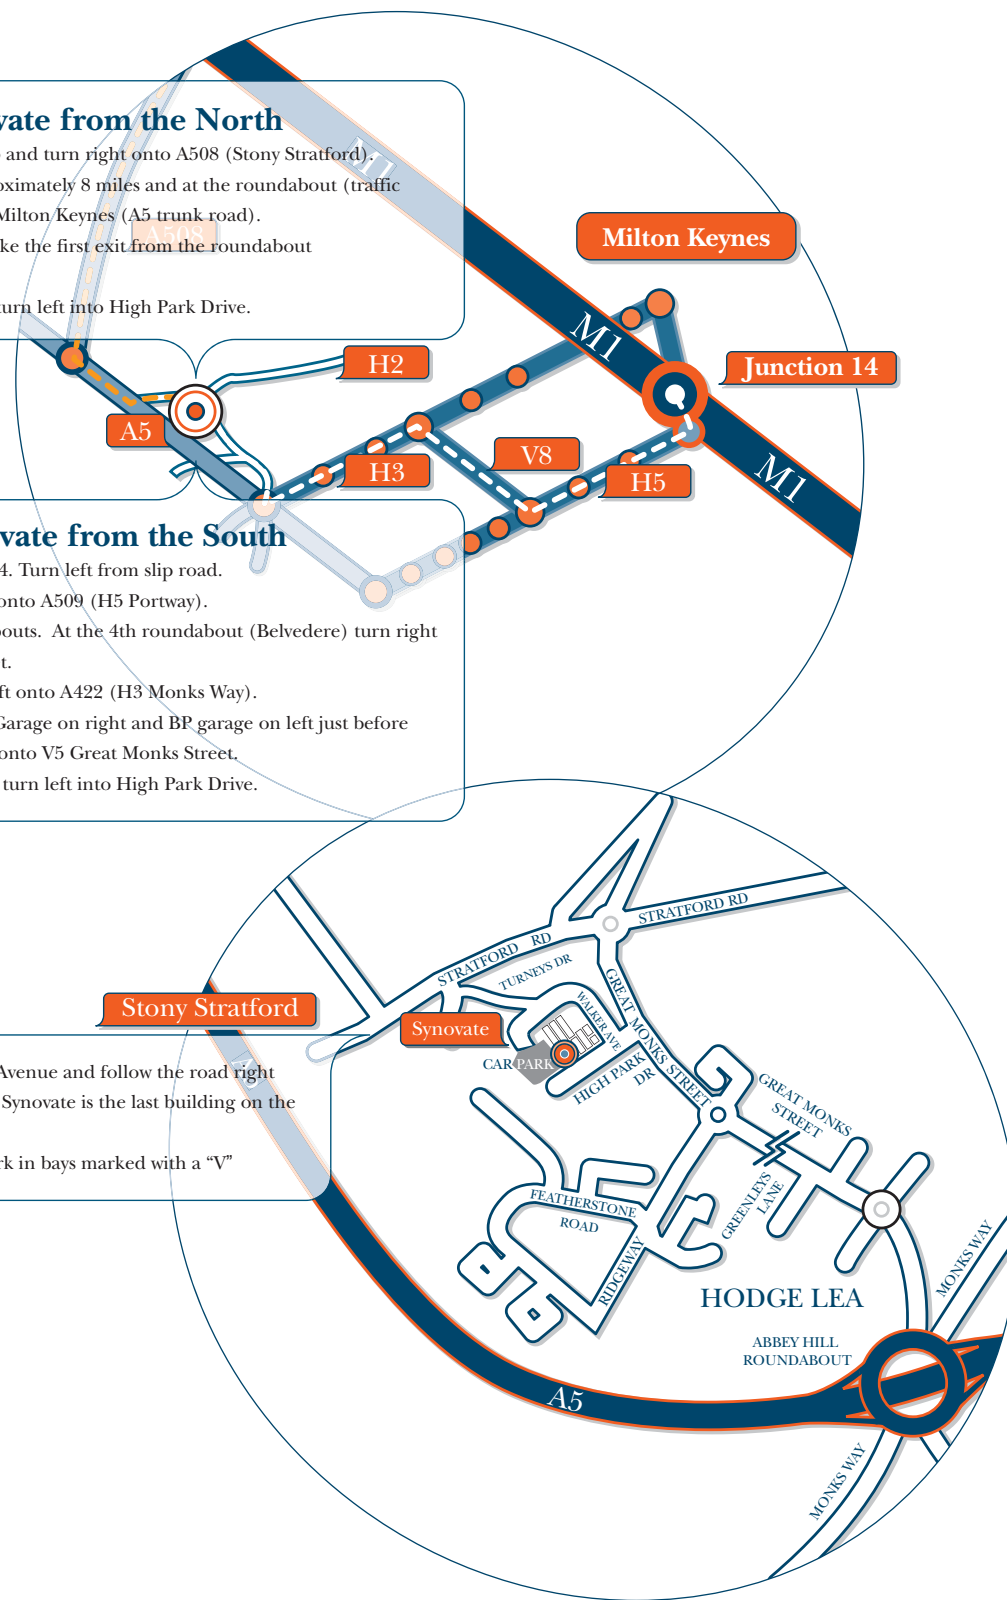 vate from the North
and turn right onto A508 (Stony Stratford).
oximately 8 miles and at the roundabout (traffic
Milton Keynes (A5 trunk road).
ke the first exit from the roundabout
turn left into High Park Drive.
M1
A508
Milton Keynes
M1
H2
Junction 14
A5
H3
V8
H5
M1
vate from the South
4. Turn left from slip road.
onto A509 (H5 Portway).
bouts. At the 4th roundabout (Belvedere) turn right
t.
ft onto A422 (H3 Monks Way).
Garage on right and BP garage on left just before
onto V5 Great Monks Street.
turn left into High Park Drive.
STRATFORD RD
STRATFORD RD
TURNEYS DR
GREAT MONKS STREET
WALKER AVE
Stony Stratford
Synovate
CAR PARK
HIGH PARK
DR
A5
Avenue and follow the road right
Synovate is the last building on the
rk in bays marked with a “V”
GREAT MONKS
STREET
GREENLEYS
LANE
FEATHERSTONE
ROAD
RIDGEWAY
MONKS WAY
HODGE LEA
ABBEY HILL
ROUNDABOUT
A5
MONKS WAY